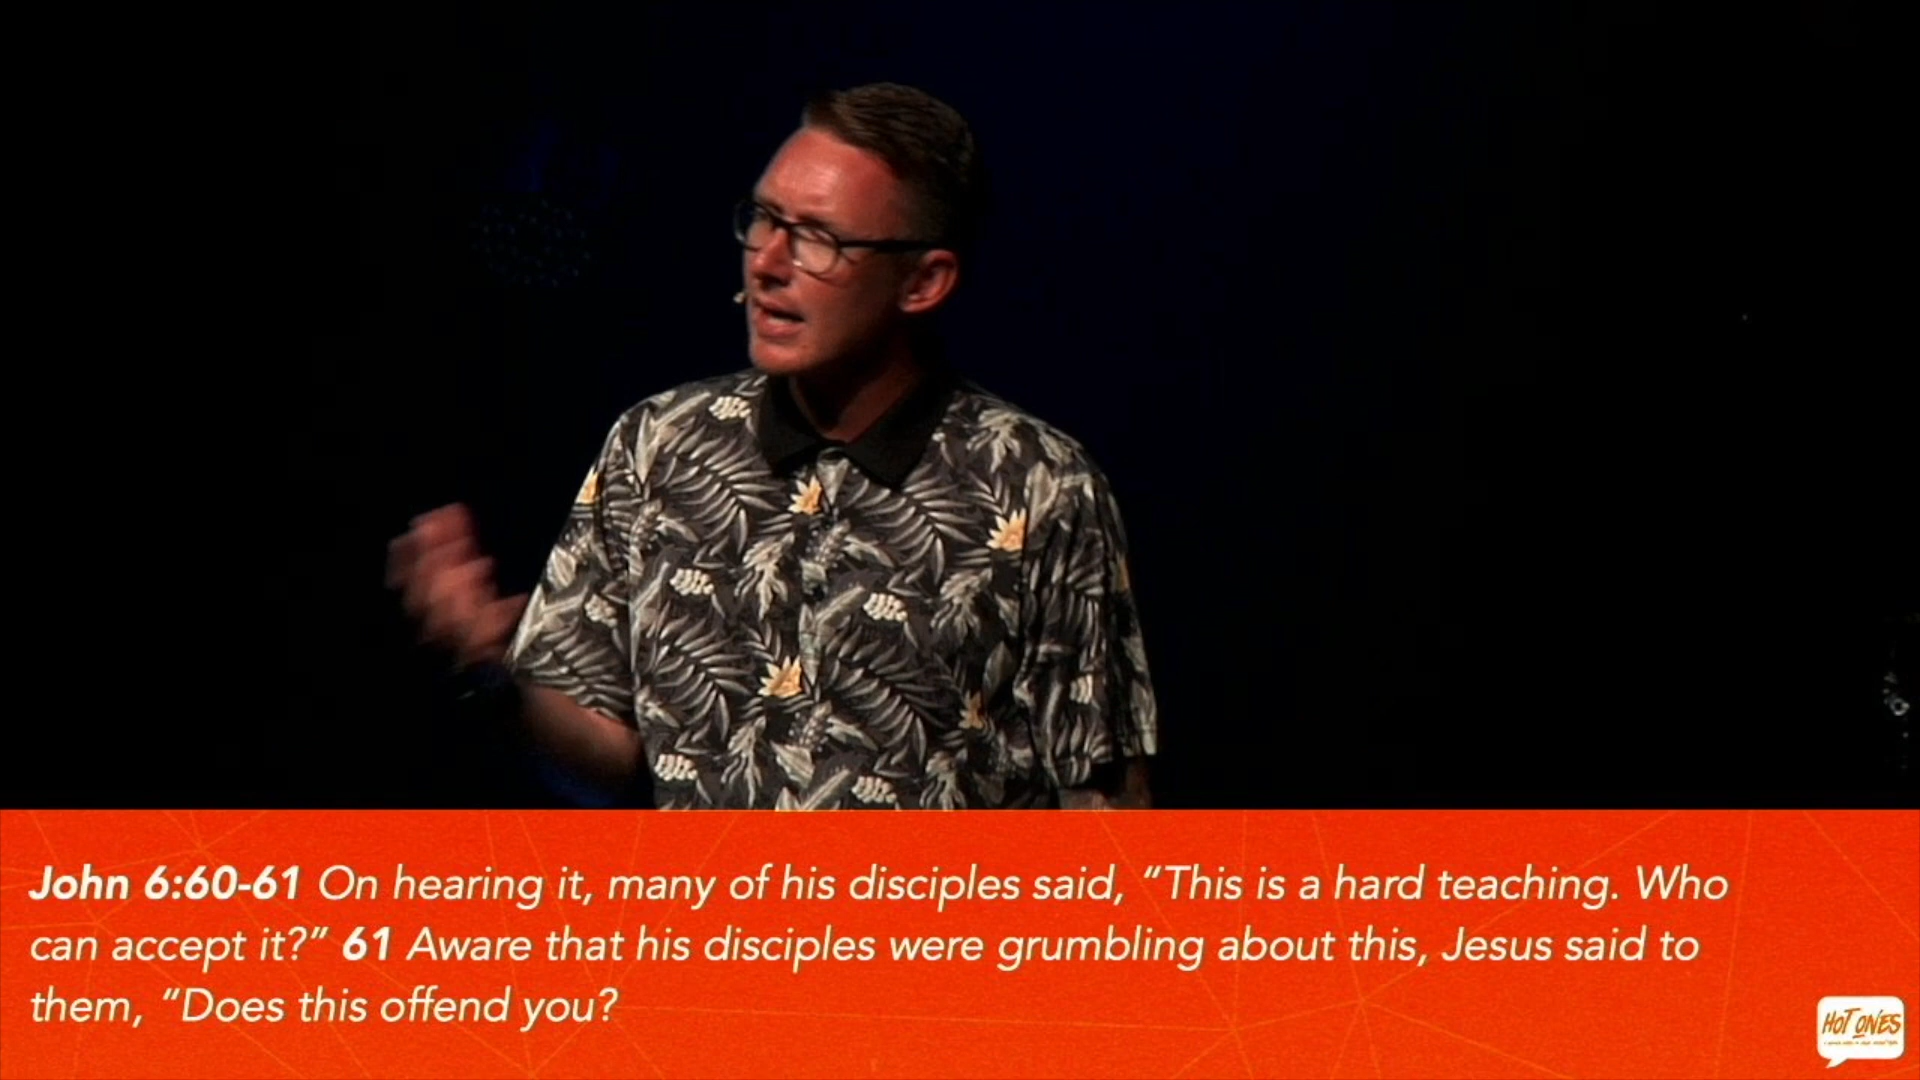 John 6:60-61 On hearing it, many of his disciples said, “This is a hard teaching. Who
can accept it?” 61 Aware that his disciples were grumbling about this, Jesus said to
them, “Does this offend you?
HOT ONES